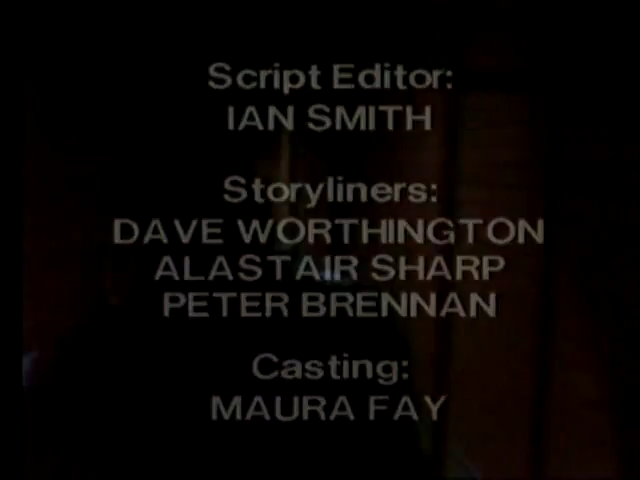 Script Editor:
IAN SMITH
Storyliners:
DAVE WORTHINGTON
ALASTAIR SHARP
PETER BRENNAN
Casting:
MAURA FAY